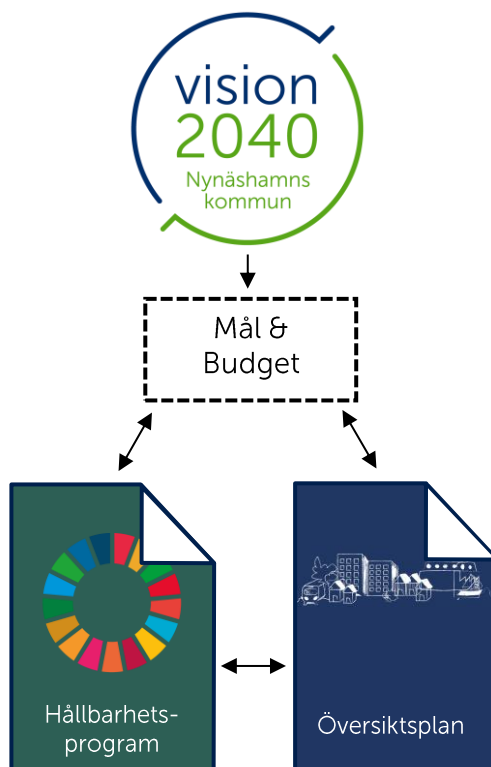 vision
2040
Nynäshamns
kommun
Mål &
Budget
Hållbarhets-
program
Översiktsplan